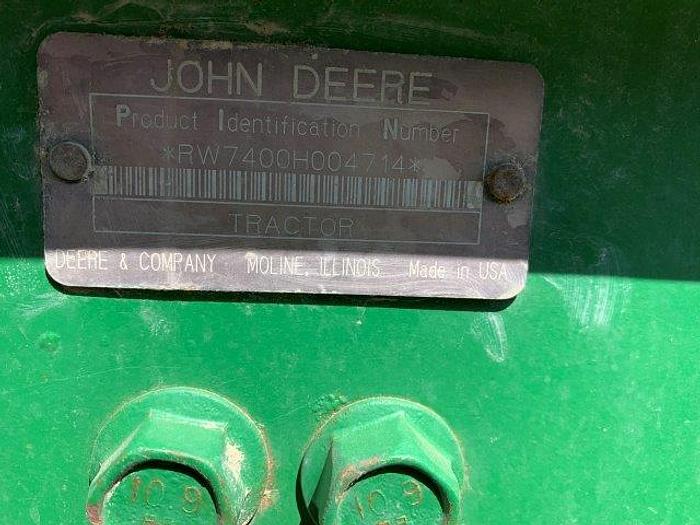 JOHN DEERE
Product Identification Number
*RW7400H004714*
TRACTOR
DEERE & COMPANY MOLINE, ILLINOIS Made in USA
10 9
10 9